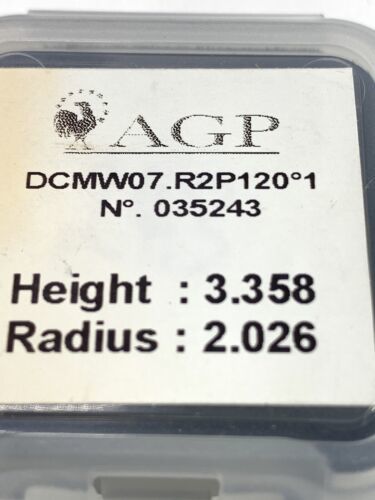 AGP
DCMW07.R2P120°1
N°. 035243
Height : 3.358
Radius : 2.026